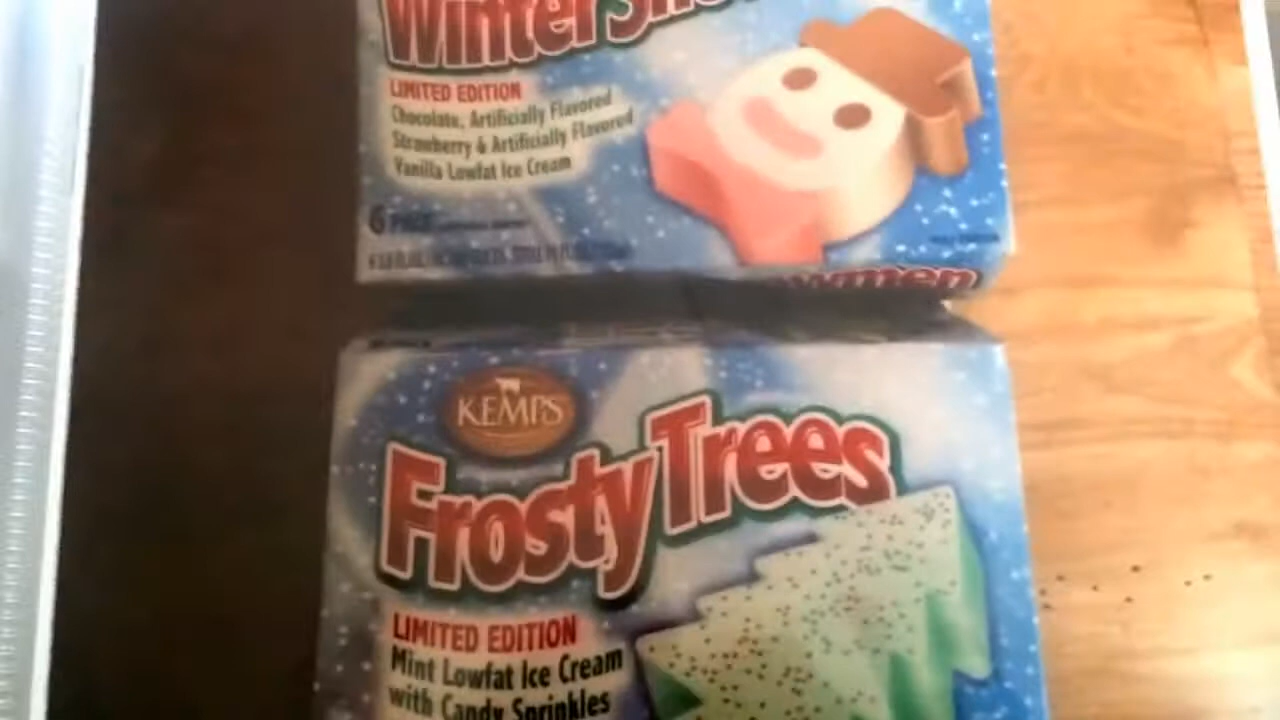 Winter
LIMITED EDITION
Chocolate, Artificially Flavored
Strawberry & Artificially Flavored
Vanilla Lowfat Ice Cream
6
KEMPS
Frosty Trees
LIMITED EDITION
Mint Lowfat Ice Cream
with Candy Sprinkles